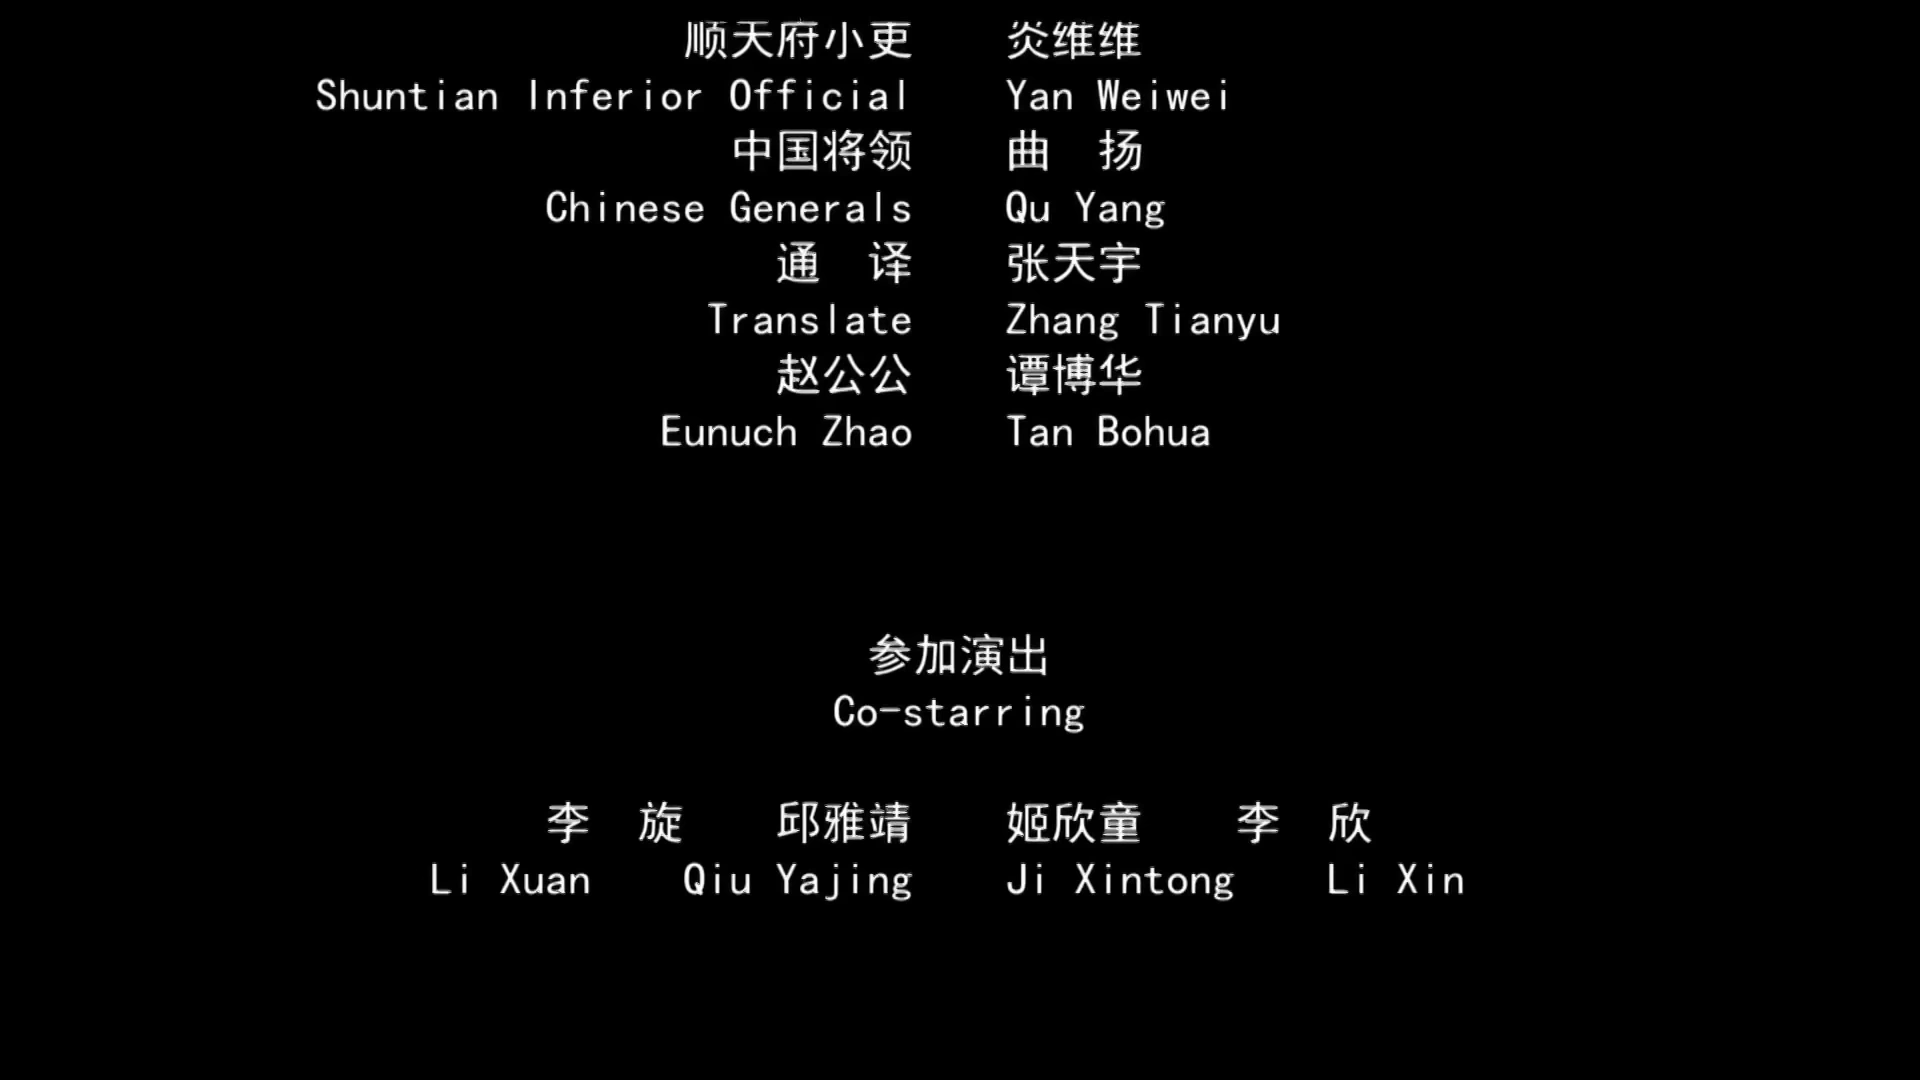 顺天府小吏 炎维维
Shuntian Inferior Official Yan Weiwei
中国将领 曲 扬
Chinese Generals Qu Yang
通 译 张天宇
Translate Zhang Tianyu
赵公公 谭博华
Eunuch Zhao Tan Bohua
参加演出
Co-starring
李 旋 邱雅靖 姬欣童 李 欣
Li Xuan Qiu Yajing Ji Xintong Li Xin